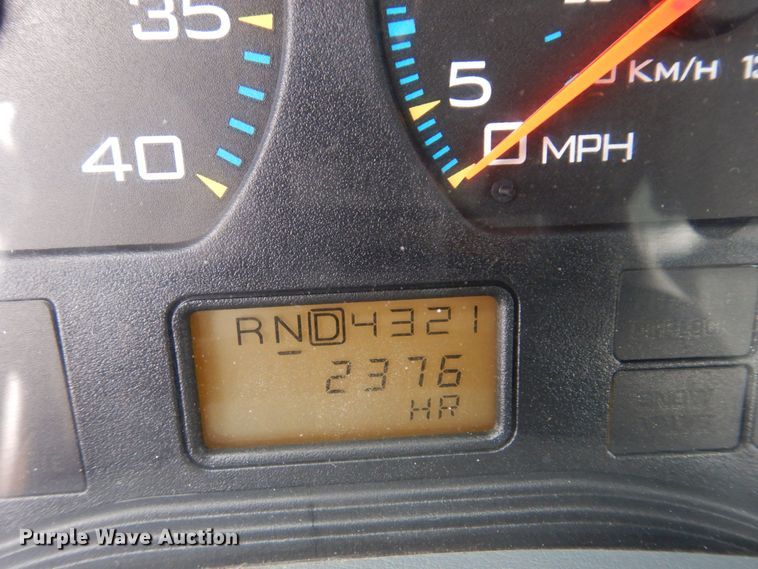 35
40
5
0 MPH
KM/H
RND4321
2376
HR
Purple Wave Auction